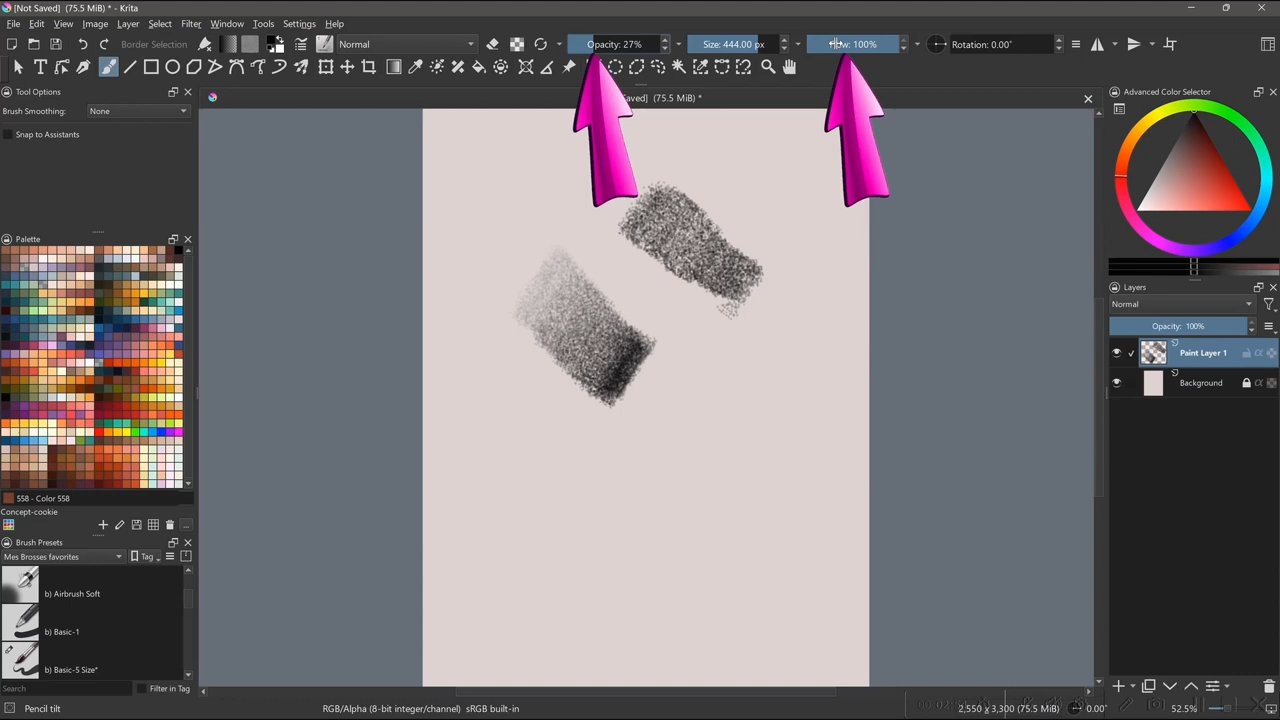 [Not Saved] (75.5 MiB) * - Krita
File Edit View Image Layer Select Filter Window Tools Settings Help
Border Selection Normal Opacity: 27% Size: 444.00 px 100% Rotation: 0.00°
Tool Options
Brush Smoothing: None
Snap to Assistants
(75.5 MiB) *
Advanced Color Selector
Palette
558 - Color 558
Concept-cookie
Brush Presets
Mes Brosses favorites Tag
b) Airbrush Soft
b) Basic-1
b) Basic-5 Size*
Search Filter in Tag
Layers
Normal
Opacity: 100%
Paint Layer 1
Background
Pencil tilt RGB/Alpha (8-bit integer/channel) sRGB built-in 2,550 x 3,300 (75.5 MiB) 0.00° 52.5%